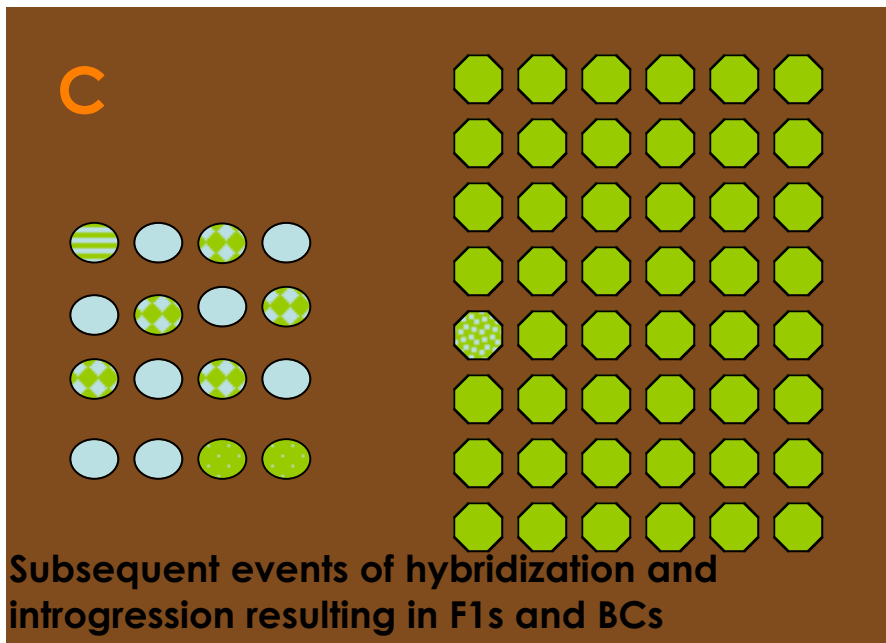 C
Subsequent events of hybridization and
introgression resulting in F1s and BCs